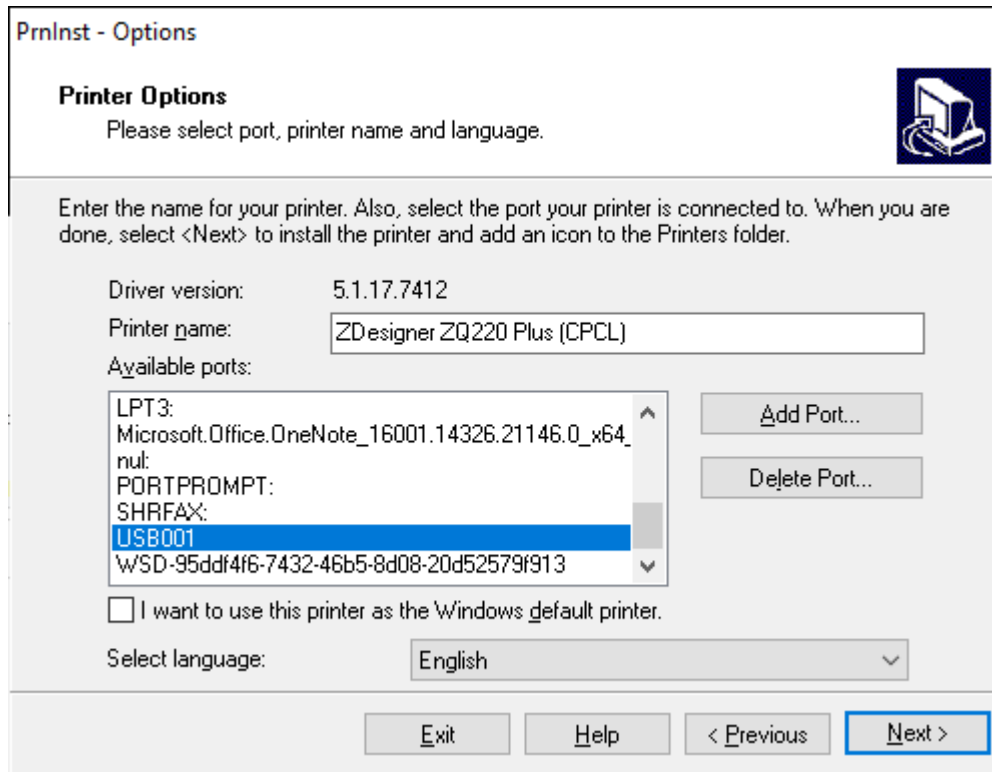 PrnInst - Options
Printer Options
Please select port, printer name and language.
Enter the name for your printer. Also, select the port your printer is connected to. When you are
done, select <Next> to install the printer and add an icon to the Printers folder.
Driver version: 5.1.17.7412
Printer name: ZDesigner ZQ220 Plus (CPCL)
Available ports:
LPT3:
Microsoft.Office.OneNote_16001.14326.21146.0_x64_
nul:
PORTPROMPT:
SHRFAX:
USB001
WSD-95ddf4f6-7432-46b5-8d08-20d52579f913
Add Port...
Delete Port...
I want to use this printer as the Windows default printer.
Select language: English
Exit Help < Previous Next >